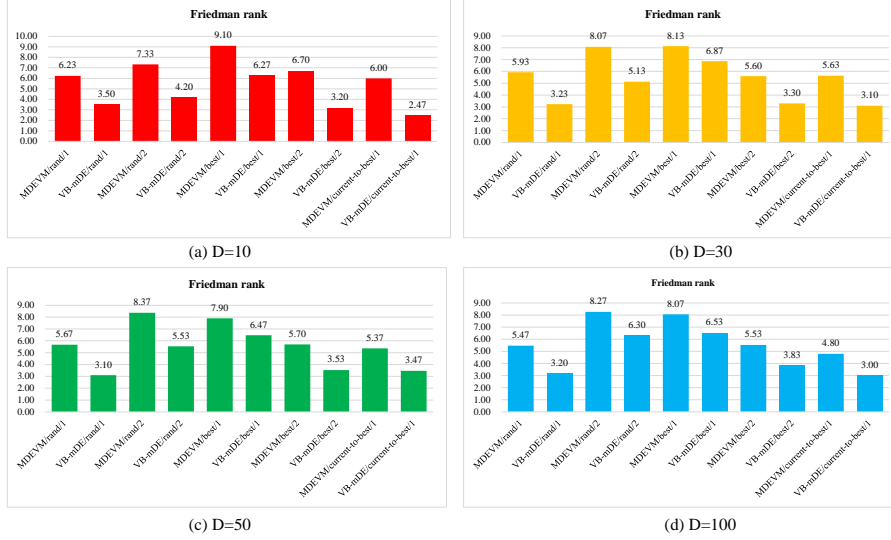 Friedman rank
10.00
9.00
8.00
7.00
6.00
5.00
4.00
3.00
2.00
1.00
0.00
6.23
3.50
7.33
4.20
9.10
6.27
6.70
3.20
6.00
2.47
MDEVM/rand/1
VB-mDE/rand/1
MDEVM/rand/2
VB-mDE/rand/2
MDEVM/best/1
VB-mDE/best/1
MDEVM/best/2
VB-mDE/best/2
MDEVM/current-to-best/1
VB-mDE/current-to-best/1
(a) D=10
Friedman rank
9.00
8.00
7.00
6.00
5.00
4.00
3.00
2.00
1.00
0.00
5.93
3.23
8.07
5.13
8.13
6.87
5.60
3.30
5.63
3.10
MDEVM/rand/1
VB-mDE/rand/1
MDEVM/rand/2
VB-mDE/rand/2
MDEVM/best/1
VB-mDE/best/1
MDEVM/best/2
VB-mDE/best/2
MDEVM/current-to-best/1
VB-mDE/current-to-best/1
(b) D=30
Friedman rank
9.00
8.00
7.00
6.00
5.00
4.00
3.00
2.00
1.00
0.00
5.67
3.10
8.37
5.53
7.90
6.47
5.70
3.53
5.37
3.47
MDEVM/rand/1
VB-mDE/rand/1
MDEVM/rand/2
VB-mDE/rand/2
MDEVM/best/1
VB-mDE/best/1
MDEVM/best/2
VB-mDE/best/2
MDEVM/current-to-best/1
VB-mDE/current-to-best/1
(c) D=50
Friedman rank
9.00
8.00
7.00
6.00
5.00
4.00
3.00
2.00
1.00
0.00
5.47
3.20
8.27
6.30
8.07
6.53
5.53
3.83
4.80
3.00
MDEVM/rand/1
VB-mDE/rand/1
MDEVM/rand/2
VB-mDE/rand/2
MDEVM/best/1
VB-mDE/best/1
MDEVM/best/2
VB-mDE/best/2
MDEVM/current-to-best/1
VB-mDE/current-to-best/1
(d) D=100